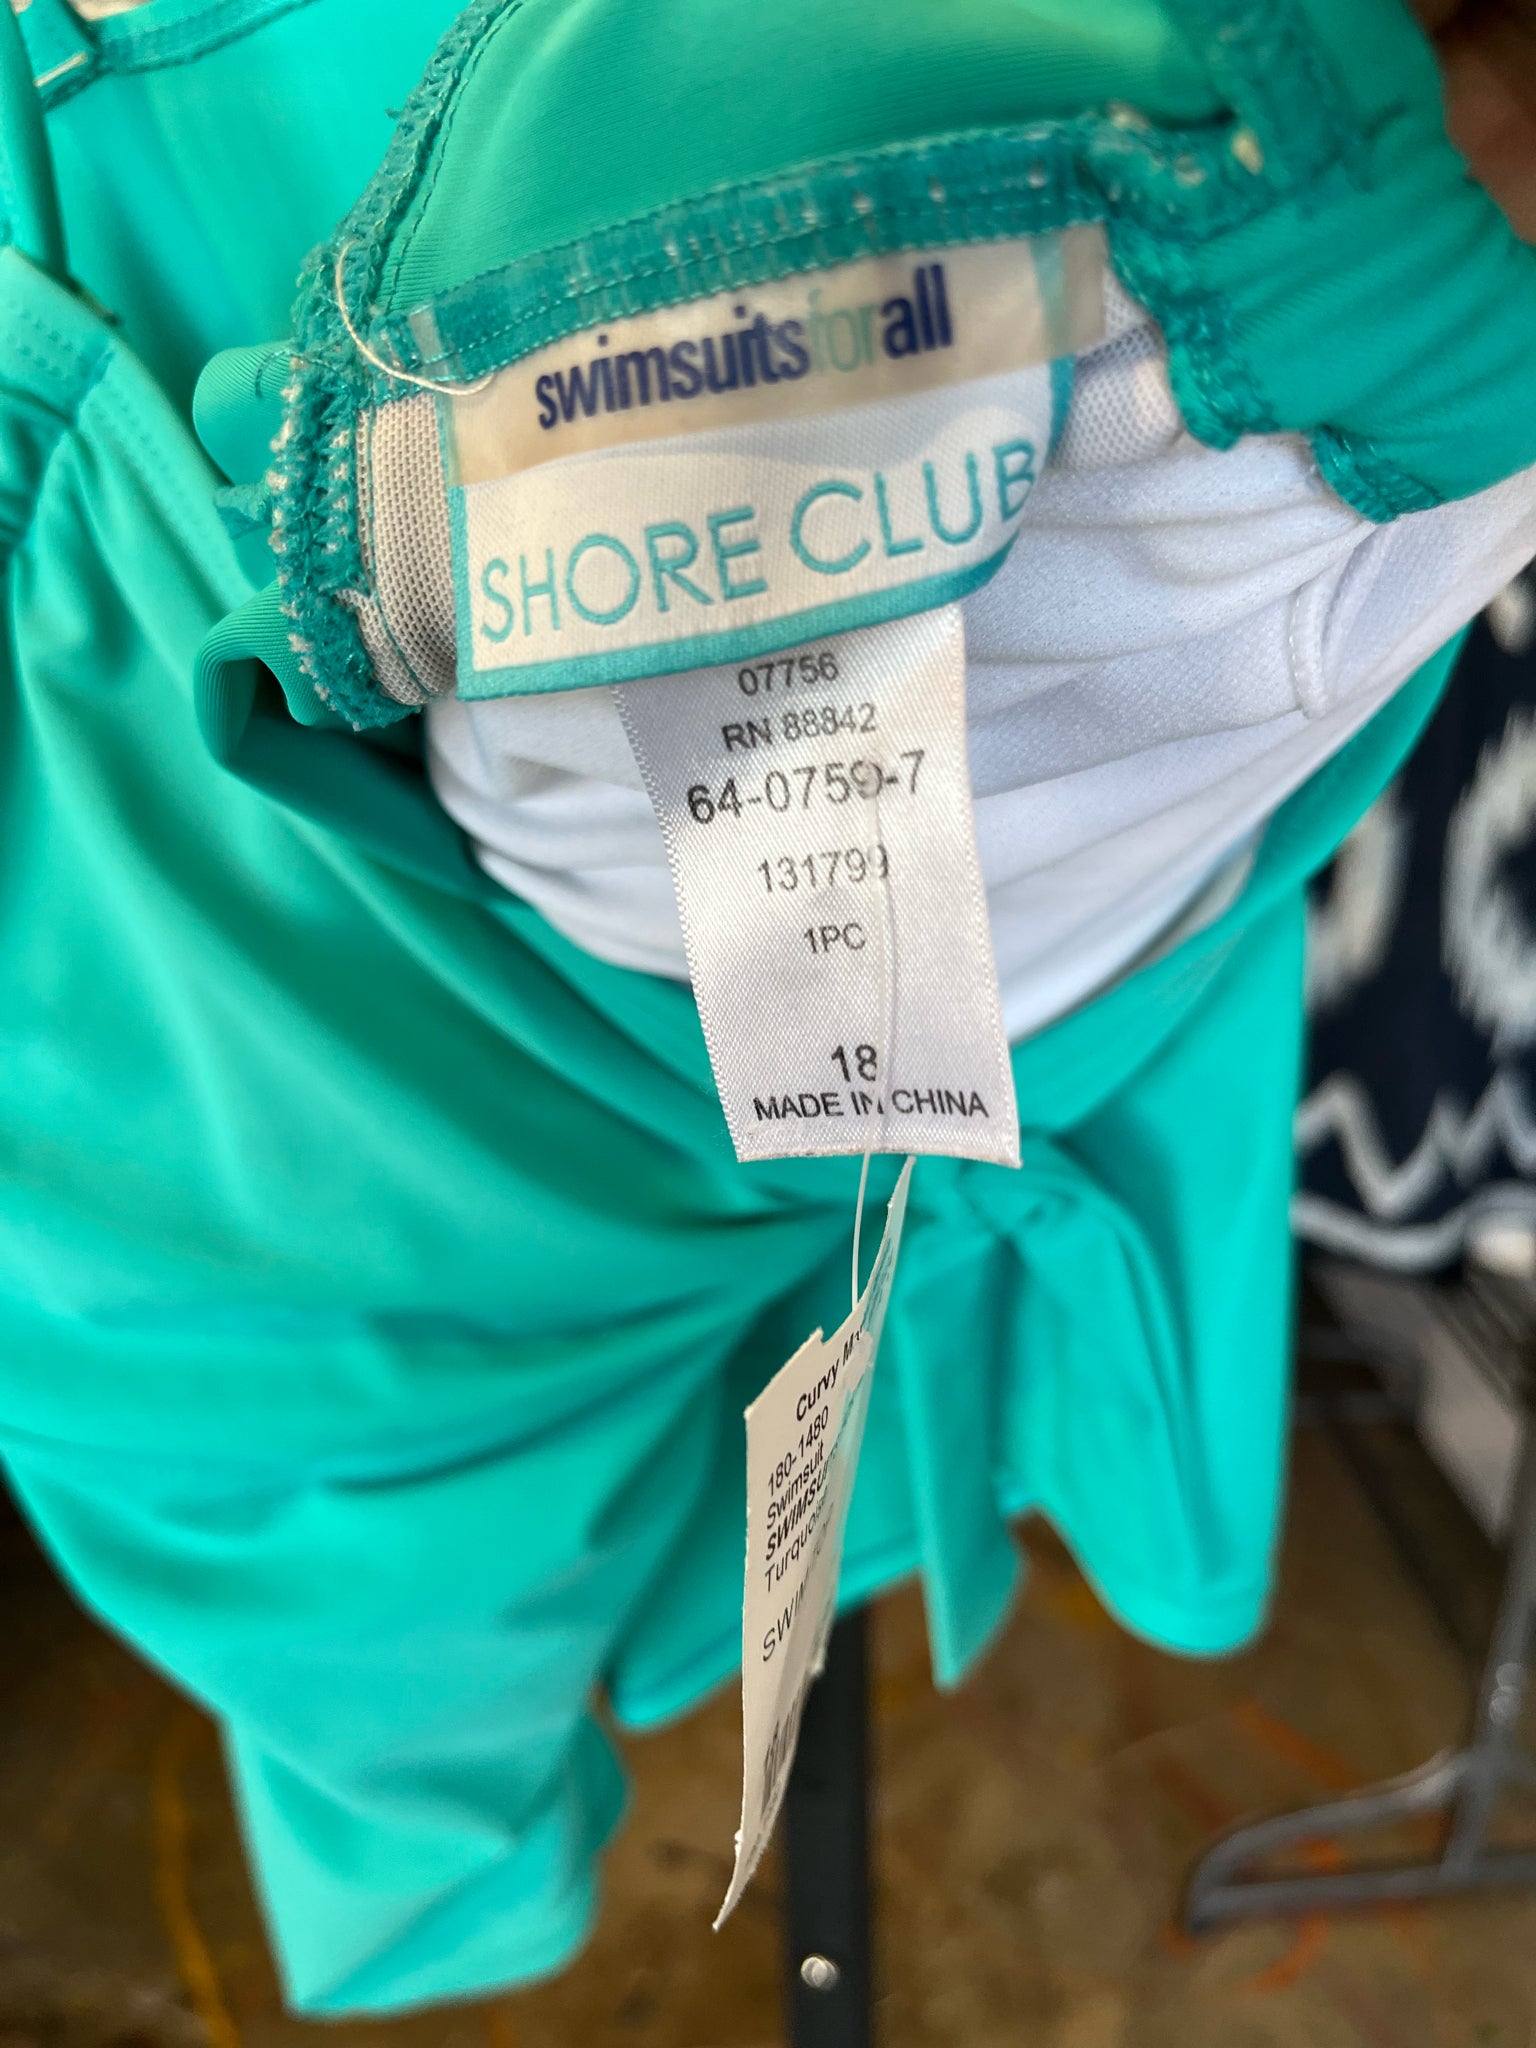 swimsuitsforall
SHORE CLUB
07756
RN 88842
64-0759-7
131799
1PC
18
MADE IN CHINA
Curvy
180-1480
Swimsuit